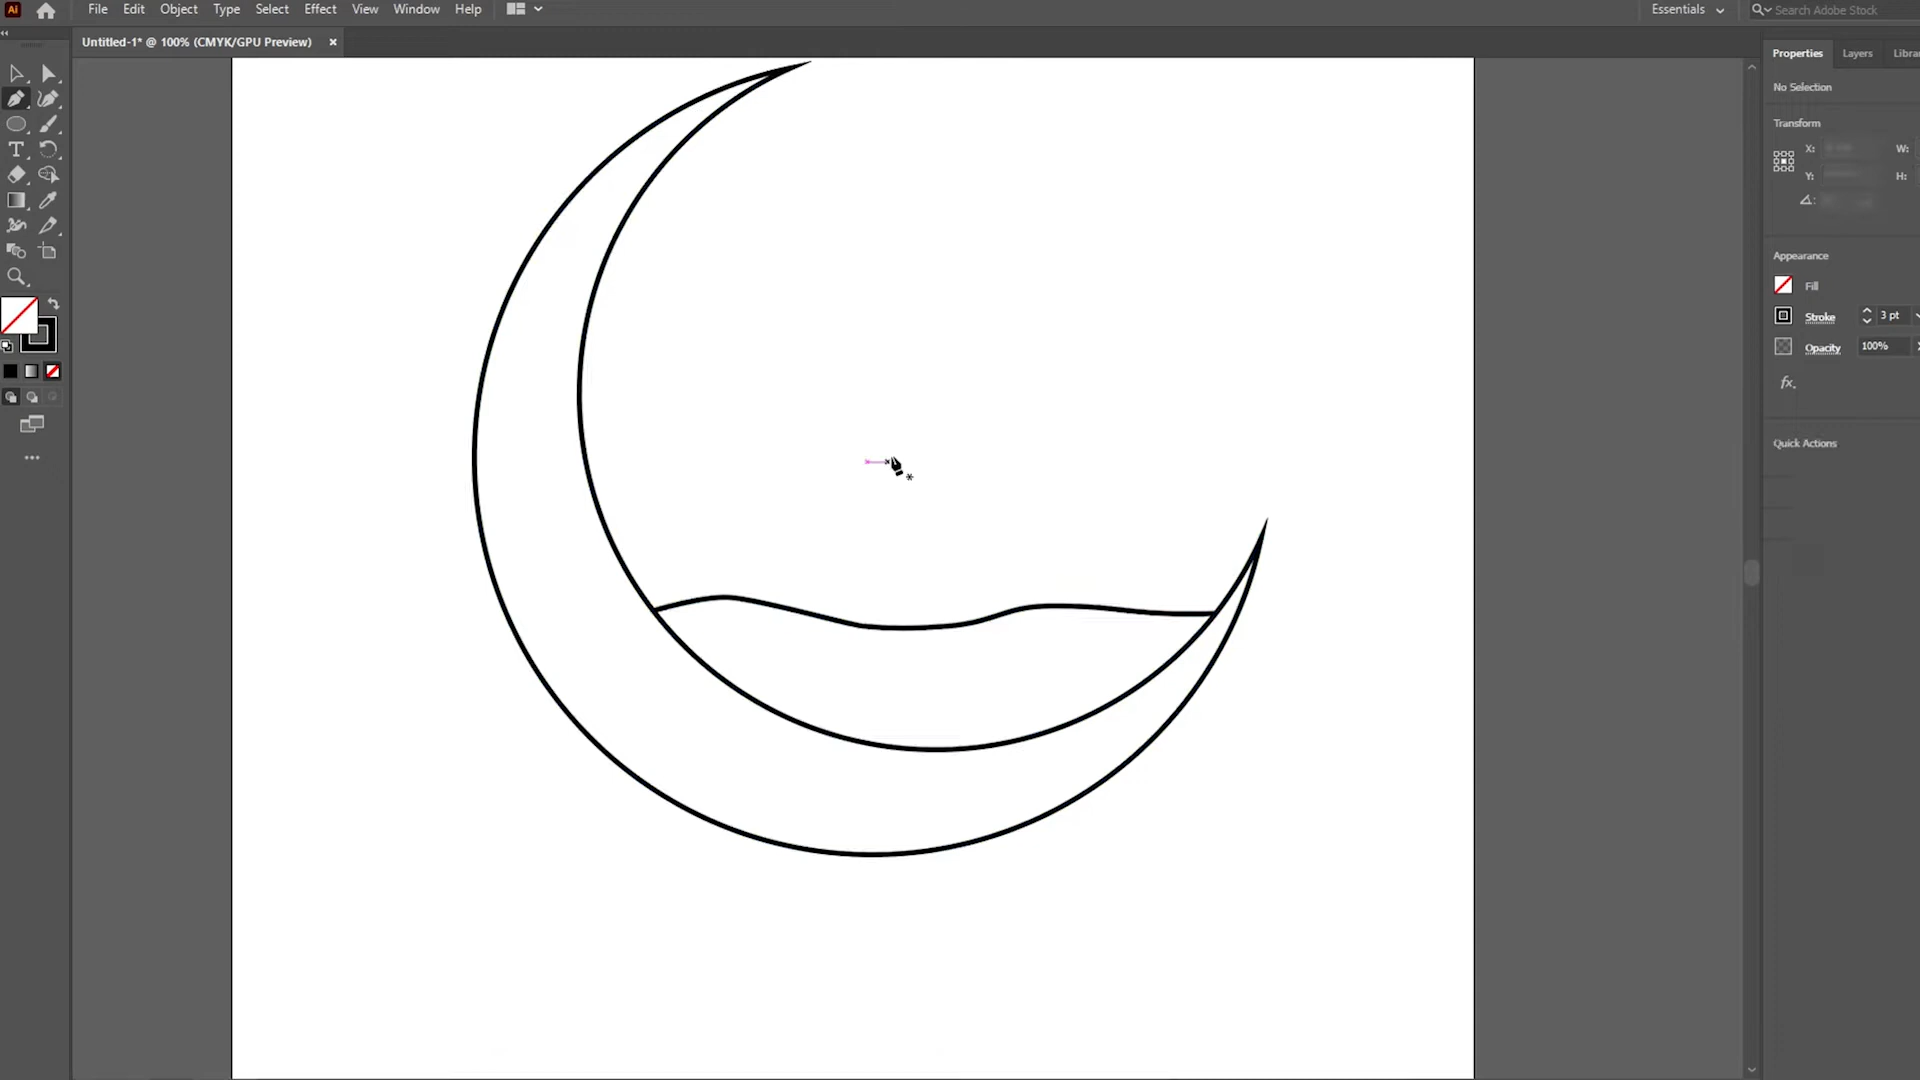 Ai File Edit Object Type Select Effect View Window Help Essentials Search Adobe Stock
Untitled-1* @ 100% (CMYK/GPU Preview) ×
Properties Layers Libra
No Selection
Transform
X: W:
Y: H:
Appearance
Fill
Stroke 3 pt
Opacity 100%
fx.
Quick Actions